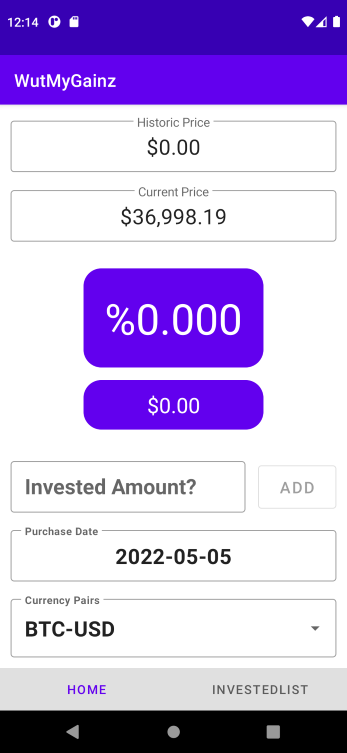 12:14
WutMyGainz
Historic Price
$0.00
Current Price
$36,998.19
%0.000
$0.00
Invested Amount?
ADD
Purchase Date
2022-05-05
Currency Pairs
BTC-USD
HOME INVESTEDLIST